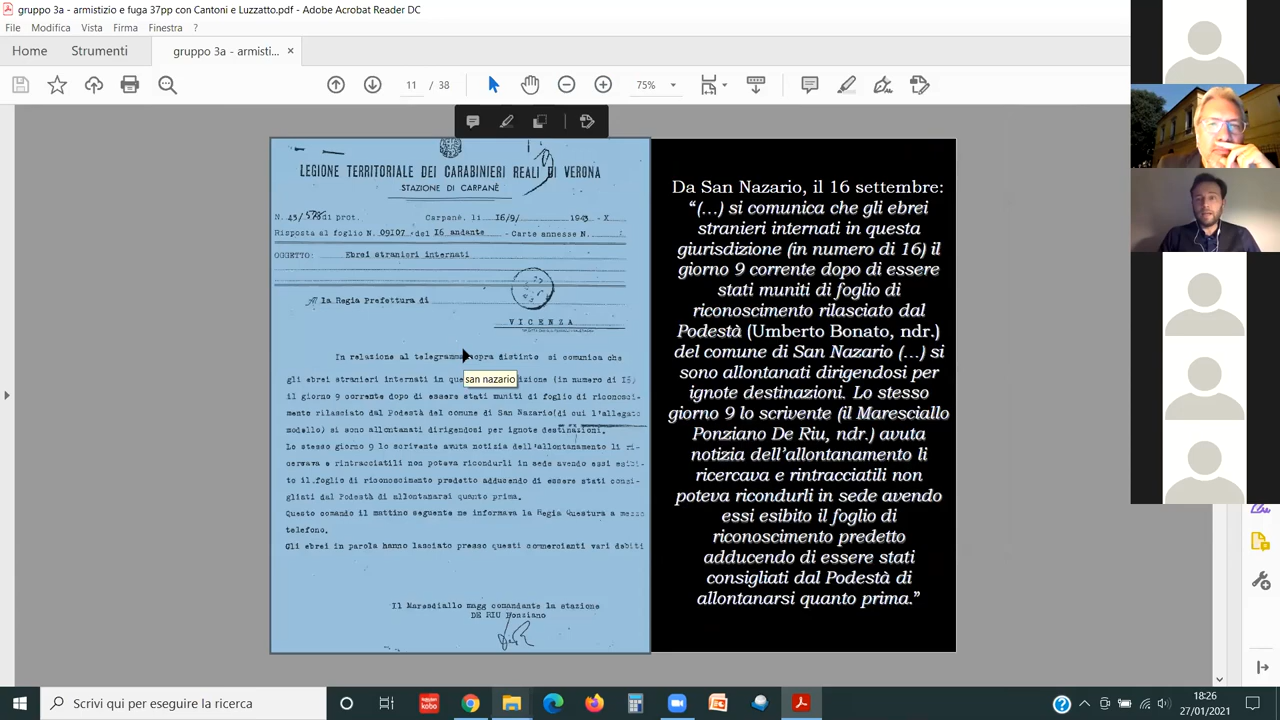 gruppo 3a - armistizio e fuga 37pp con Cantoni e Luzzatto.pdf - Adobe Acrobat Reader DC
File Modifica Vista Firma Finestra ?
Home Strumenti gruppo 3a - armisti... ×
11 / 38 75%
LEGIONE TERRITORIALE DEI CARABINIERI REALI DI VERONA
STAZIONE DI CARPANÈ
N. 43/ di prot. Carpanè, li 16/9/ 1943 - X
Risposta al foglio N. 09107 del I6 andante - Carte annesse N.
OGGETTO: Ebrei stranieri internati
la Regia Prefettura di
VICENZA
In relazione al telegramma sopra distinto si comunica che
gli ebrei stranieri internati in (in numero di I6)
il giorno 9 corrente dopo di essere stati muniti di foglio di riconosci-
mento rilasciato dal Podestà del comune di San Nazario(di cui l'allegato
modello) si sono allontanati dirigendosi per ignote destinazioni.
Lo stesso giorno 9 lo scrivente avuta notizia dell'allontanamento li ri-
cercava e rintracciatili non poteva ricondurli in sede avendo essi esibi-
to il foglio di riconoscimento predetto adducendo di essere stati consi-
gliati dal Podestà di allontanarsi quanto prima.
Questo comando il mattino seguente ne informava la Regia Questura a mezzo
telefono.
Gli ebrei in parola hanno lasciato presso questi commercianti vari debiti
Il Maresciallo magg comandante la stazione
DE RIU Ponziano
san nazario
Da San Nazario, il 16 settembre:
“(…) si comunica che gli ebrei
stranieri internati in questa
giurisdizione (in numero di 16) il
giorno 9 corrente dopo di essere
stati muniti di foglio di
riconoscimento rilasciato dal
Podestà (Umberto Bonato, ndr.)
del comune di San Nazario (…) si
sono allontanati dirigendosi per
ignote destinazioni. Lo stesso
giorno 9 lo scrivente (il Maresciallo
Ponziano De Riu, ndr.) avuta
notizia dell’allontanamento li
ricercava e rintracciatili non
poteva ricondurli in sede avendo
essi esibito il foglio di
riconoscimento predetto
adducendo di essere stati
consigliati dal Podestà di
allontanarsi quanto prima.”
Scrivi qui per eseguire la ricerca
Rakuten kobo
18:26
27/01/2021